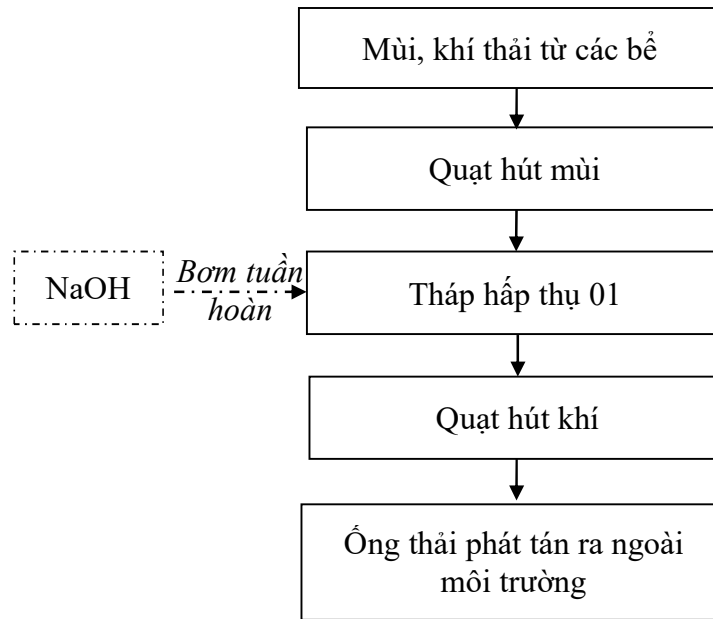 Mùi, khí thải từ các bể
Quạt hút mùi
NaOH
Bơm tuần
hoàn
Tháp hấp thụ 01
Quạt hút khí
Ống thải phát tán ra ngoài
môi trường